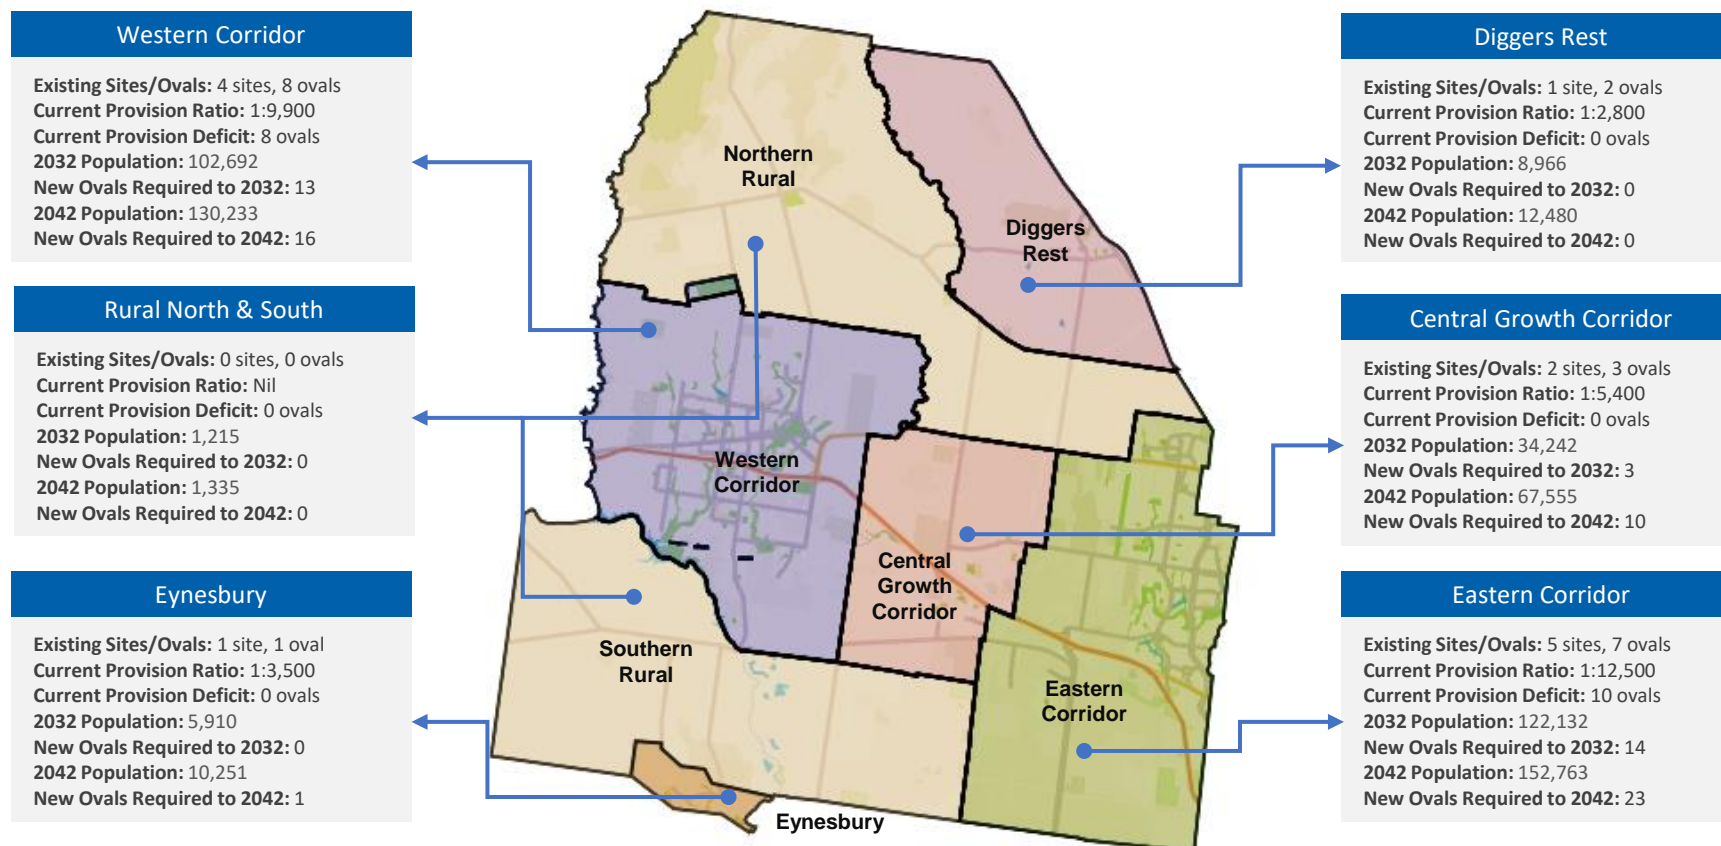 Western Corridor
Existing Sites/Ovals: 4 sites, 8 ovals
Current Provision Ratio: 1:9,900
Current Provision Deficit: 8 ovals
2032 Population: 102,692
New Ovals Required to 2032: 13
2042 Population: 130,233
New Ovals Required to 2042: 16
Rural North & South
Existing Sites/Ovals: 0 sites, 0 ovals
Current Provision Ratio: Nil
Current Provision Deficit: 0 ovals
2032 Population: 1,215
New Ovals Required to 2032: 0
2042 Population: 1,335
New Ovals Required to 2042: 0
Eynesbury
Existing Sites/Ovals: 1 site, 1 oval
Current Provision Ratio: 1:3,500
Current Provision Deficit: 0 ovals
2032 Population: 5,910
New Ovals Required to 2032: 0
2042 Population: 10,251
New Ovals Required to 2042: 1
Northern
Rural
Diggers
Rest
Western
Corridor
Central
Growth
Corridor
Southern
Rural
Eastern
Corridor
Eynesbury
Diggers Rest
Existing Sites/Ovals: 1 site, 2 ovals
Current Provision Ratio: 1:2,800
Current Provision Deficit: 0 ovals
2032 Population: 8,966
New Ovals Required to 2032: 0
2042 Population: 12,480
New Ovals Required to 2042: 0
Central Growth Corridor
Existing Sites/Ovals: 2 sites, 3 ovals
Current Provision Ratio: 1:5,400
Current Provision Deficit: 0 ovals
2032 Population: 34,242
New Ovals Required to 2032: 3
2042 Population: 67,555
New Ovals Required to 2042: 10
Eastern Corridor
Existing Sites/Ovals: 5 sites, 7 ovals
Current Provision Ratio: 1:12,500
Current Provision Deficit: 10 ovals
2032 Population: 122,132
New Ovals Required to 2032: 14
2042 Population: 152,763
New Ovals Required to 2042: 23